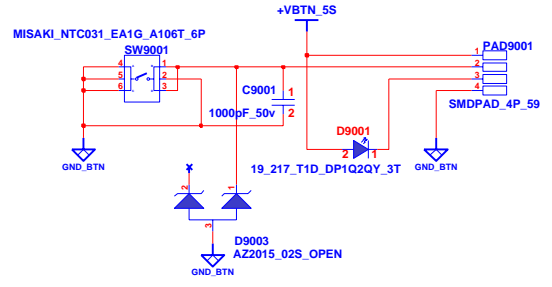 +VBTN_5S
MISAKI_NTC031_EA1G_A106T_6P
SW9001
PAD9001
4 1 1
5 2 2
6 3 3
4
C9001 1
1000pF_50v 2
SMDPAD_4P_59
D9001
2 1
19_217_T1D_DP1Q2QY_3T
GND_BTN
GND_BTN
2 1
3
D9003
AZ2015_02S_OPEN
GND_BTN